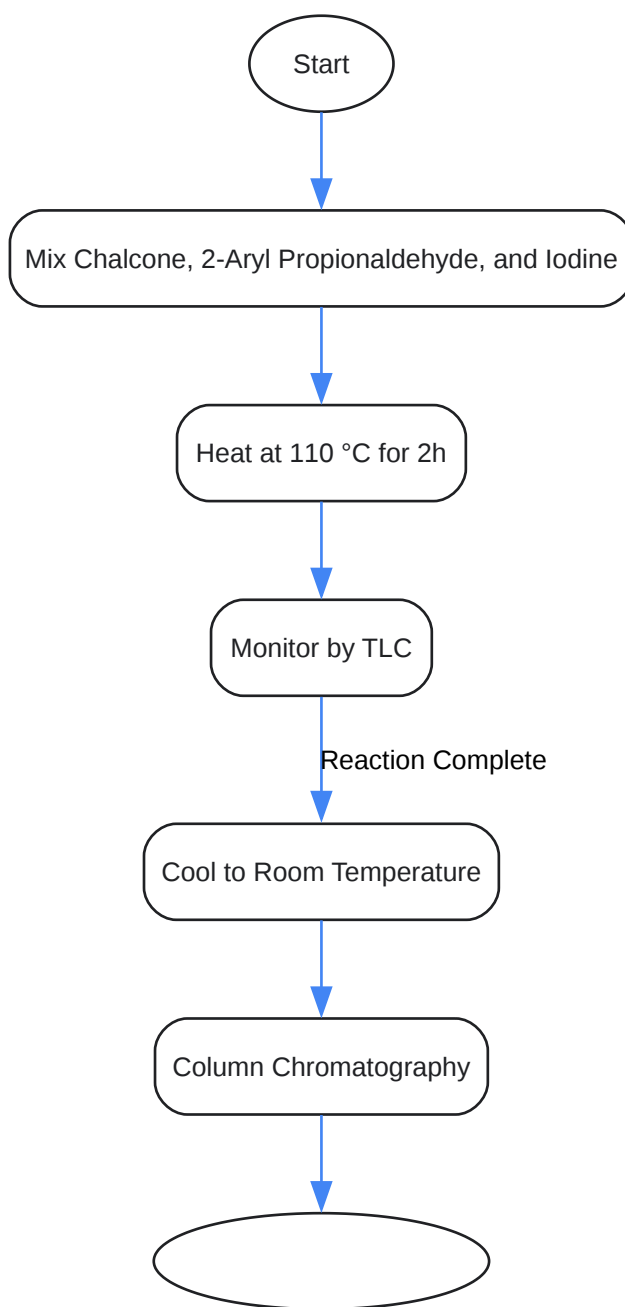 Start
Mix Chalcone, 2-Aryl Propionaldehyde, and Iodine
Heat at 110 °C for 2h
Monitor by TLC
Reaction Complete
Cool to Room Temperature
Column Chromatography